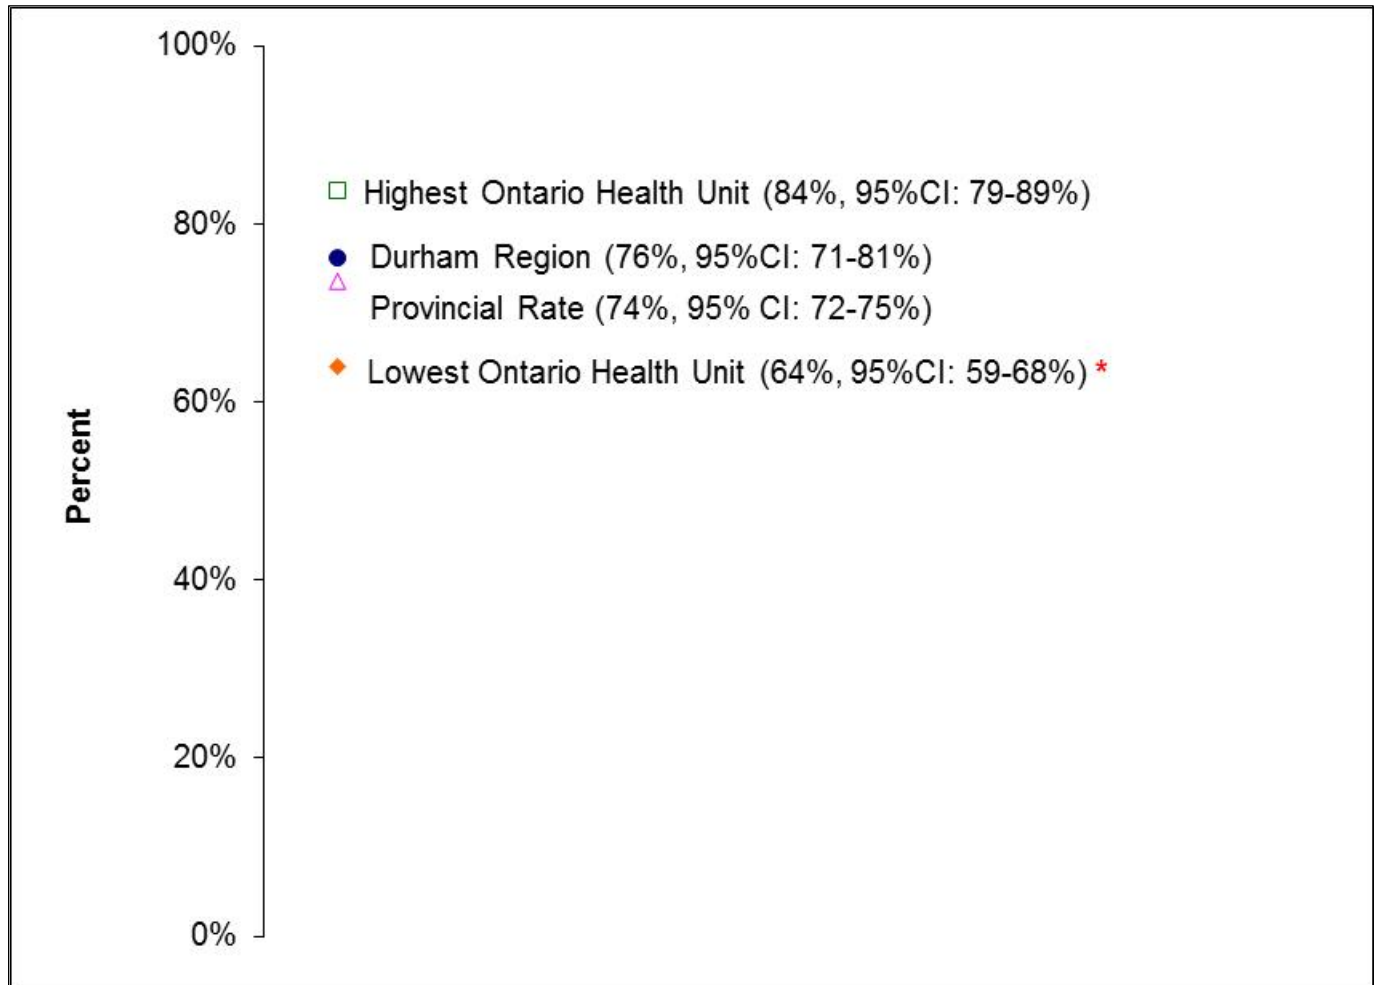 100%
Highest Ontario Health Unit (84%, 95%CI: 79-89%)
80%
Durham Region (76%, 95%CI: 71-81%)
Provincial Rate (74%, 95% CI: 72-75%)
Lowest Ontario Health Unit (64%, 95%CI: 59-68%) *
60%
Percent
40%
20%
0%